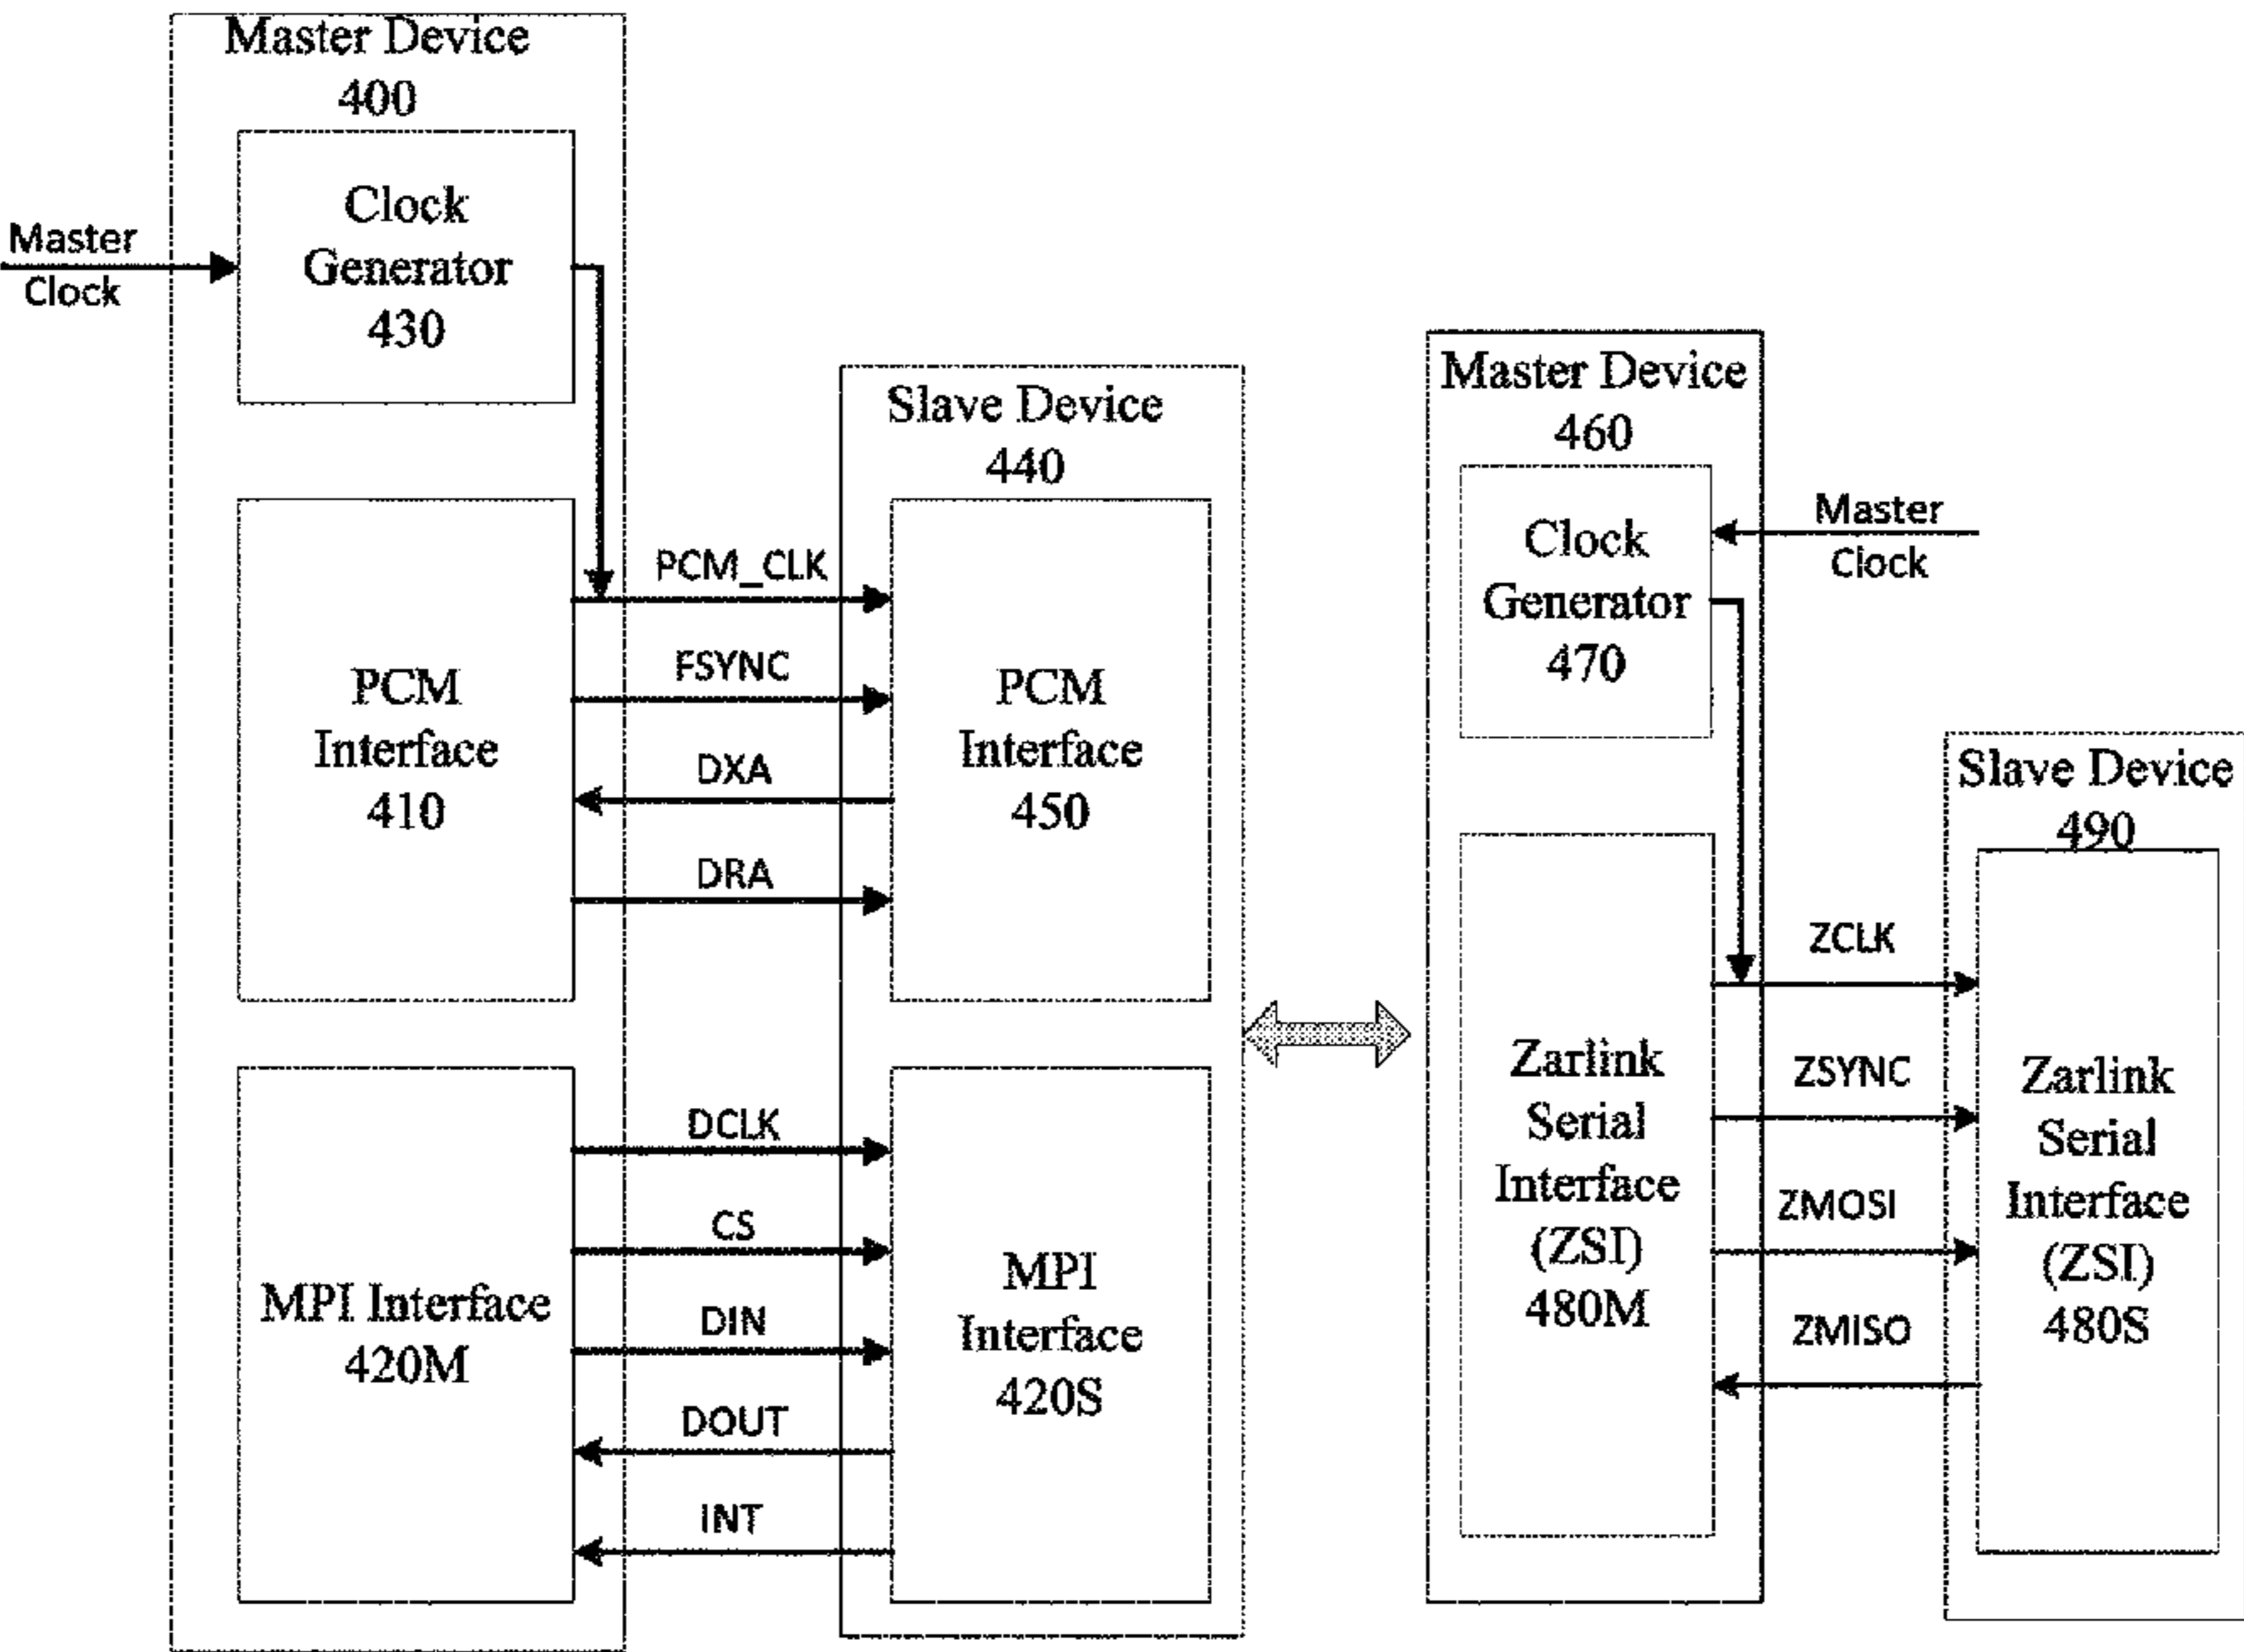 Master Device
400
Clock
Generator
430
Master
Clock
PCM
Interface
410
MPI Interface
420M
PCM_CLK
FSYNC
DXA
DRA
DCLK
CS
DIN
DOUT
INT
Slave Device
440
PCM
Interface
450
MPI
Interface
420S
Master Device
460
Clock
Generator
470
Master
Clock
Zarlink
Serial
Interface
(ZSI)
480M
ZCLK
ZSYNC
ZMOSI
ZMISO
Slave Device
490
Zarlink
Serial
Interface
(ZSI)
480S